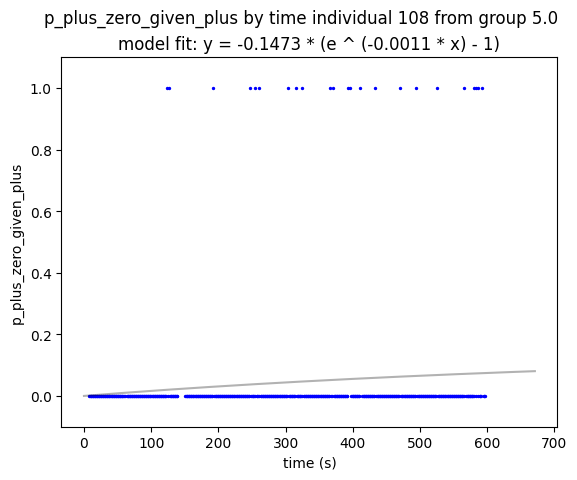 p_plus_zero_given_plus by time individual 108 from group 5.0
model fit: y = -0.1473 * (e ^ (-0.0011 * x) - 1)
1.0
0.8
0.6
0.4
0.2
0.0
p_plus_zero_given_plus
0 100 200 300 400 500 600 700
time (s)